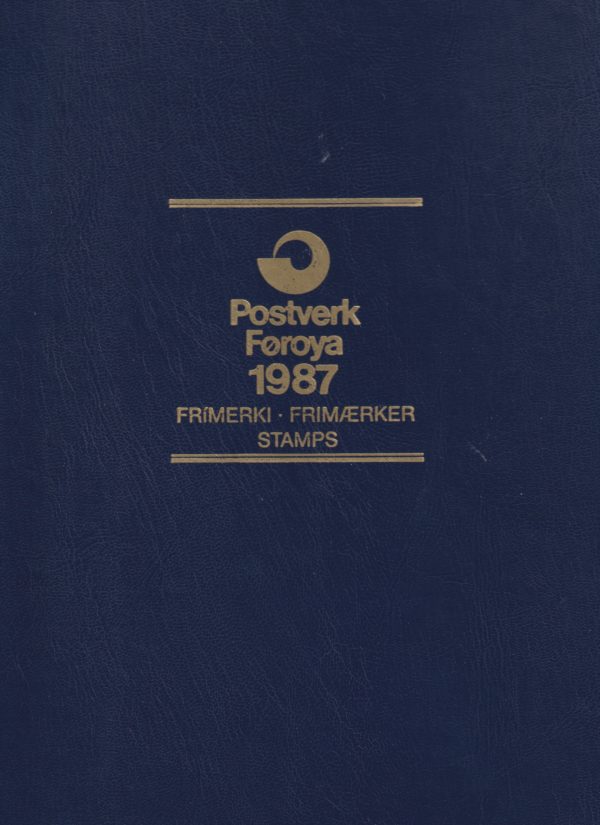 Postverk
Føroya
1987
FRíMERKI · FRIMÆRKER
STAMPS